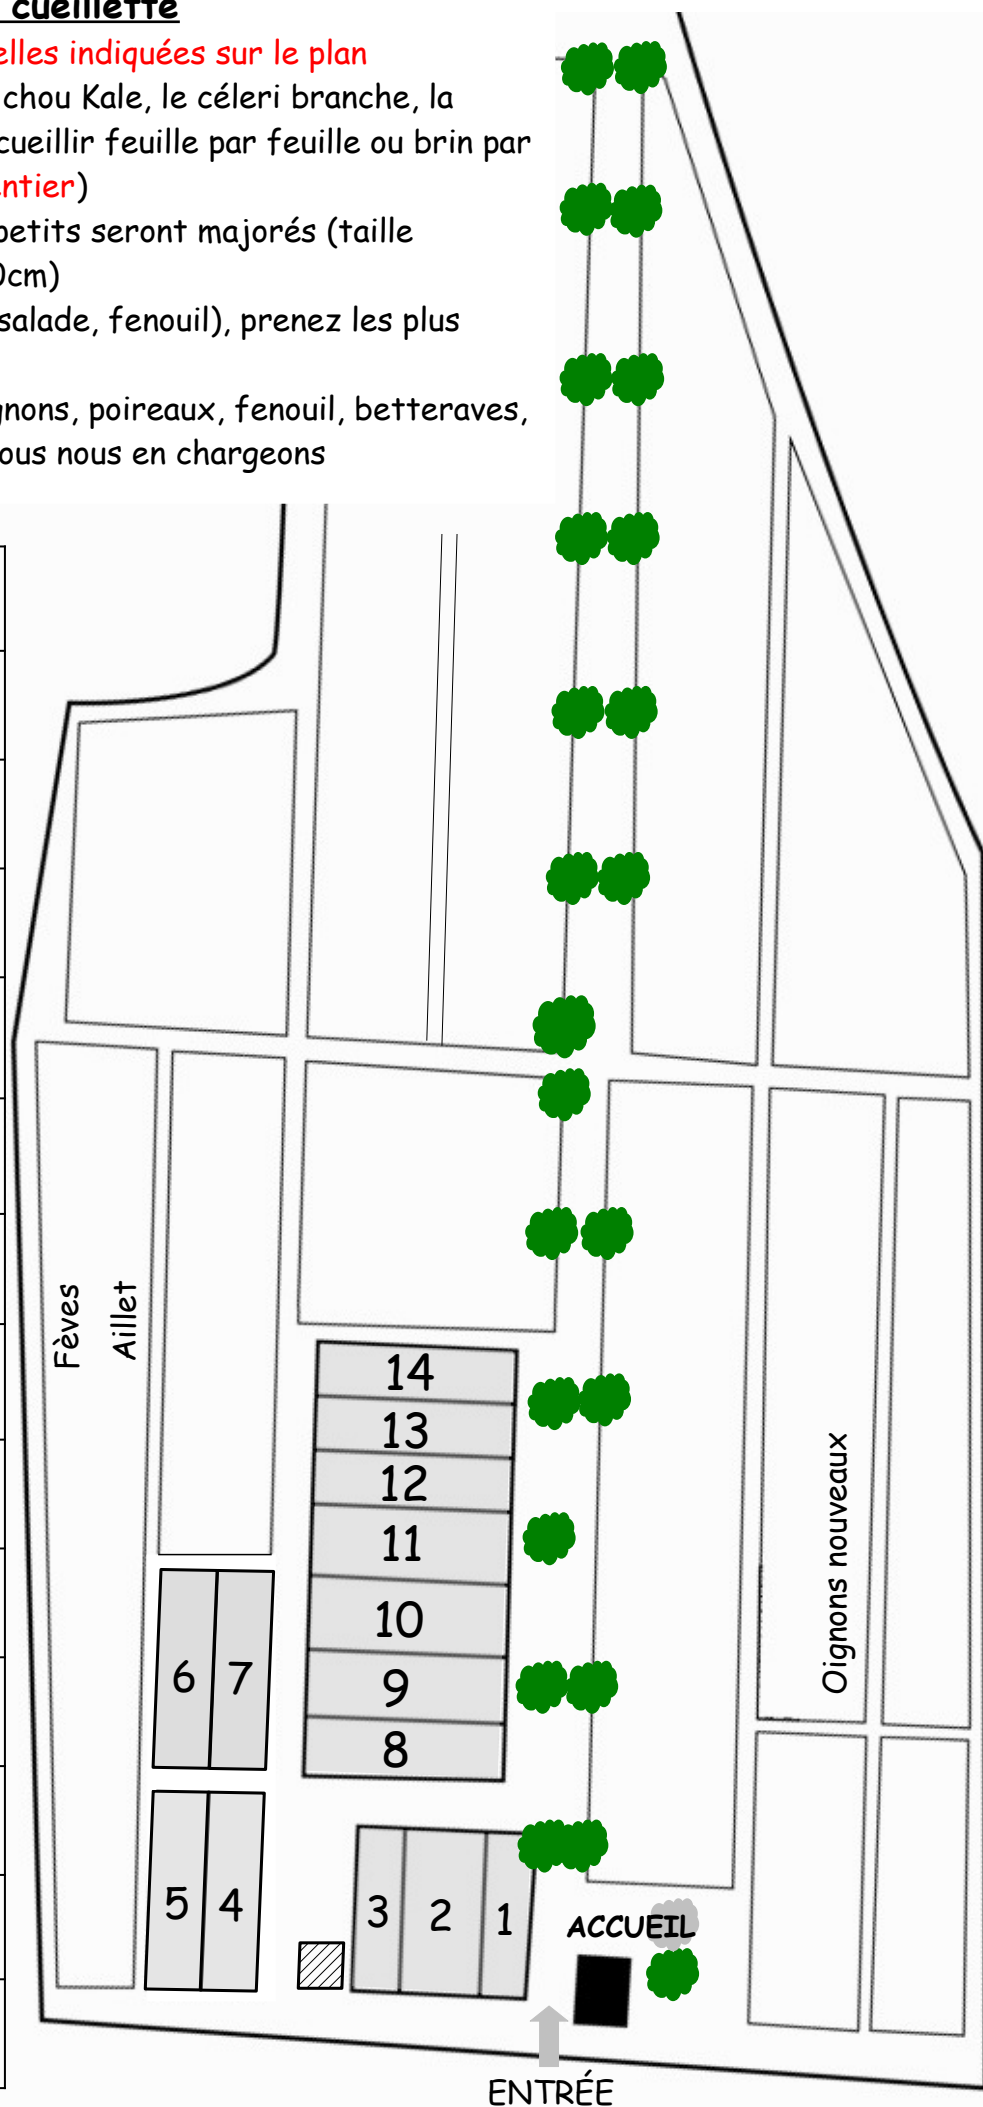 cueillette
elles indiquées sur le plan
chou Kale, le céleri branche, la
cueillir feuille par feuille ou brin par
entier)
petits seront majorés (taille
0cm)
salade, fenouil), prenez les plus
gnons, poireaux, fenouil, betteraves,
ous nous en chargeons
Fèves
Aillet
14
13
12
11
10
9
8
Oignons nouveaux
6
7
5
4
3
2
1
ACCUEIL
ENTRÉE